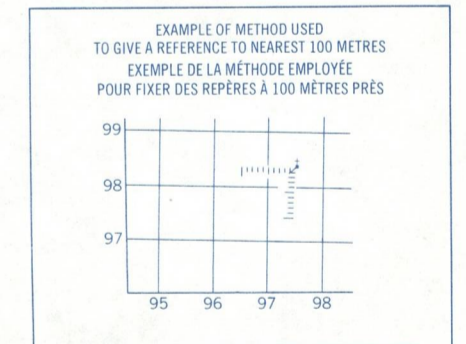 EXAMPLE OF METHOD USED
TO GIVE A REFERENCE TO NEAREST 100 METRES
EXEMPLE DE LA MÉTHODE EMPLOYÉE
POUR FIXER DES REPÈRES À 100 MÈTRES PRÈS
99
98
97
95 96 97 98